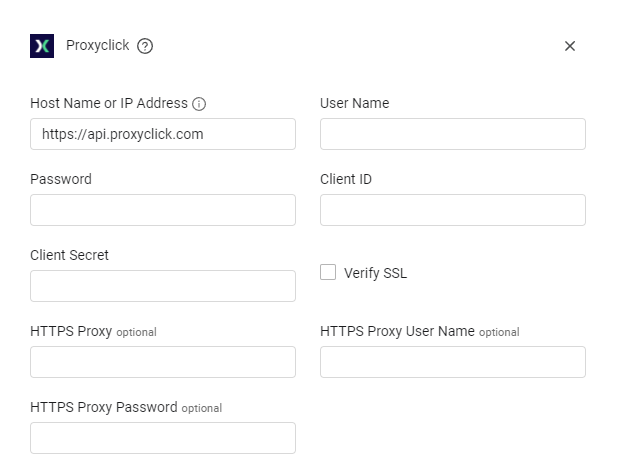 Proxyclick
Host Name or IP Address
User Name
https://api.proxyclick.com
Password
Client ID
Client Secret
Verify SSL
HTTPS Proxy optional
HTTPS Proxy User Name optional
HTTPS Proxy Password optional